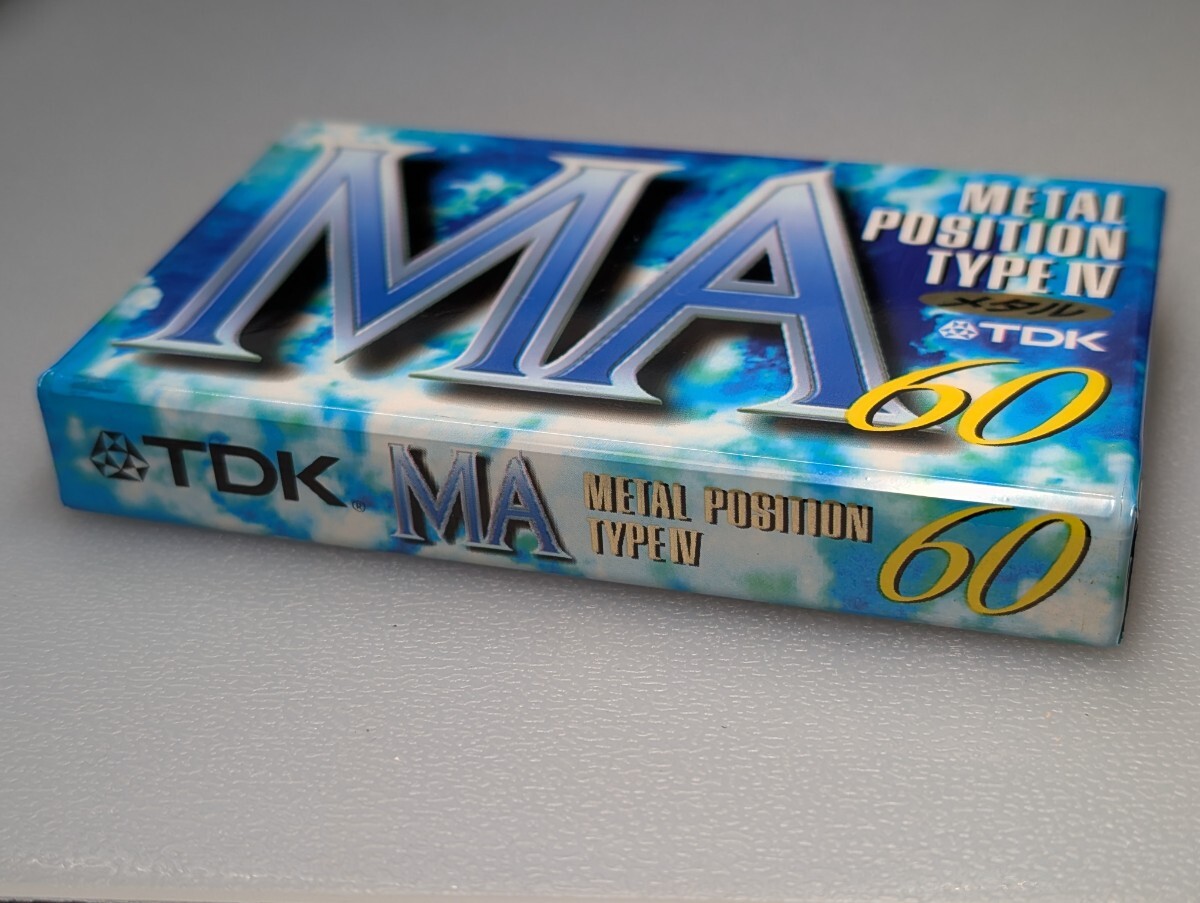 MA
METAL
POSITION
TYPE IV
メタル
TDK
60
TDK®
MA
METAL POSITION
TYPE IV
60